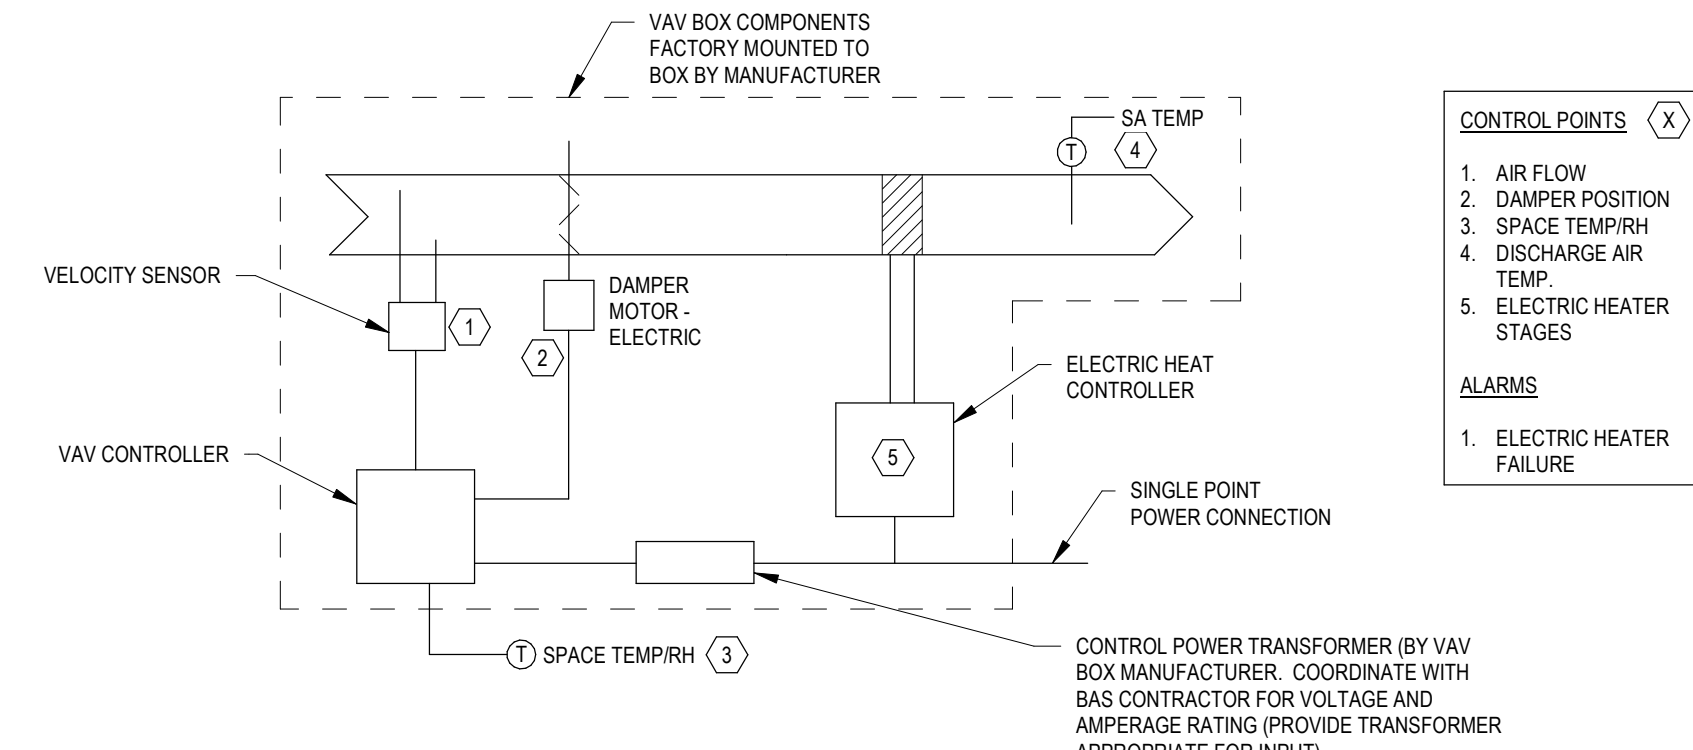 VAV BOX COMPONENTS
FACTORY MOUNTED TO
BOX BY MANUFACTURER
SA TEMP
T
4
VELOCITY SENSOR
1
DAMPER
MOTOR -
ELECTRIC
2
ELECTRIC HEAT
CONTROLLER
VAV CONTROLLER
5
SINGLE POINT
POWER CONNECTION
T SPACE TEMP/RH 3
CONTROL POWER TRANSFORMER (BY VAV
BOX MANUFACTURER. COORDINATE WITH
BAS CONTRACTOR FOR VOLTAGE AND
AMPERAGE RATING (PROVIDE TRANSFORMER
APPROPRIATE FOR INPUT)
CONTROL POINTS X
1. AIR FLOW
2. DAMPER POSITION
3. SPACE TEMP/RH
4. DISCHARGE AIR
TEMP.
5. ELECTRIC HEATER
STAGES
ALARMS
1. ELECTRIC HEATER
FAILURE